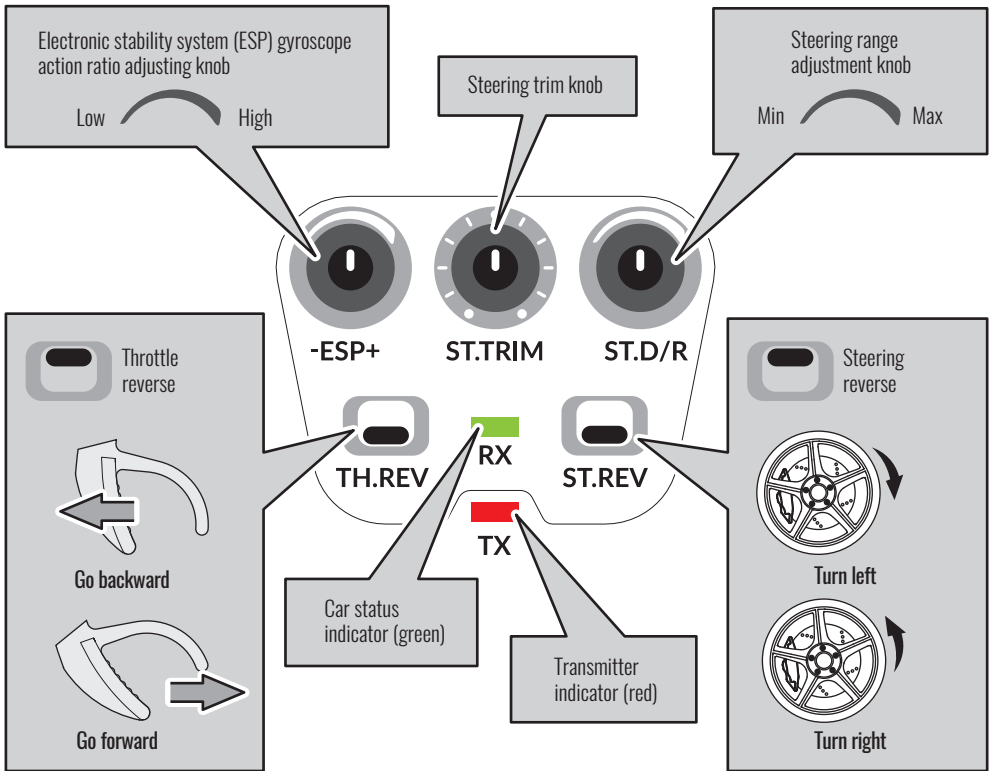 Electronic stability system (ESP) gyroscope
action ratio adjusting knob
Low High
Steering trim knob
Steering range
adjustment knob
Min Max
-ESP+
ST.TRIM
ST.D/R
Throttle
reverse
Go backward
Go forward
TH.REV
RX
ST.REV
TX
Car status
indicator (green)
Transmitter
indicator (red)
Steering
reverse
Turn left
Turn right